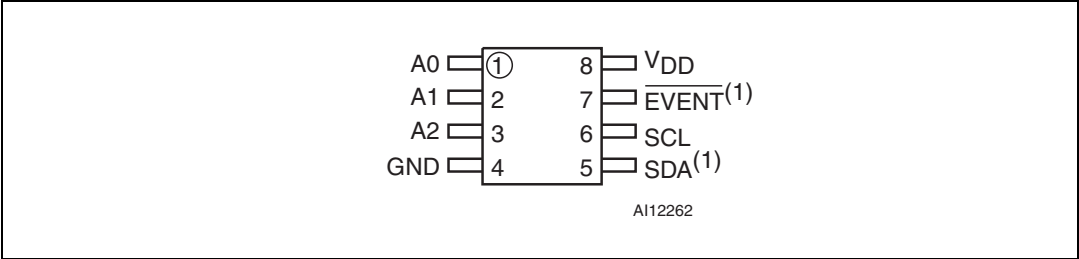 A0 1 8 VDD
A1 2 7 EVENT(1)
A2 3 6 SCL
GND 4 5 SDA(1)
AI12262